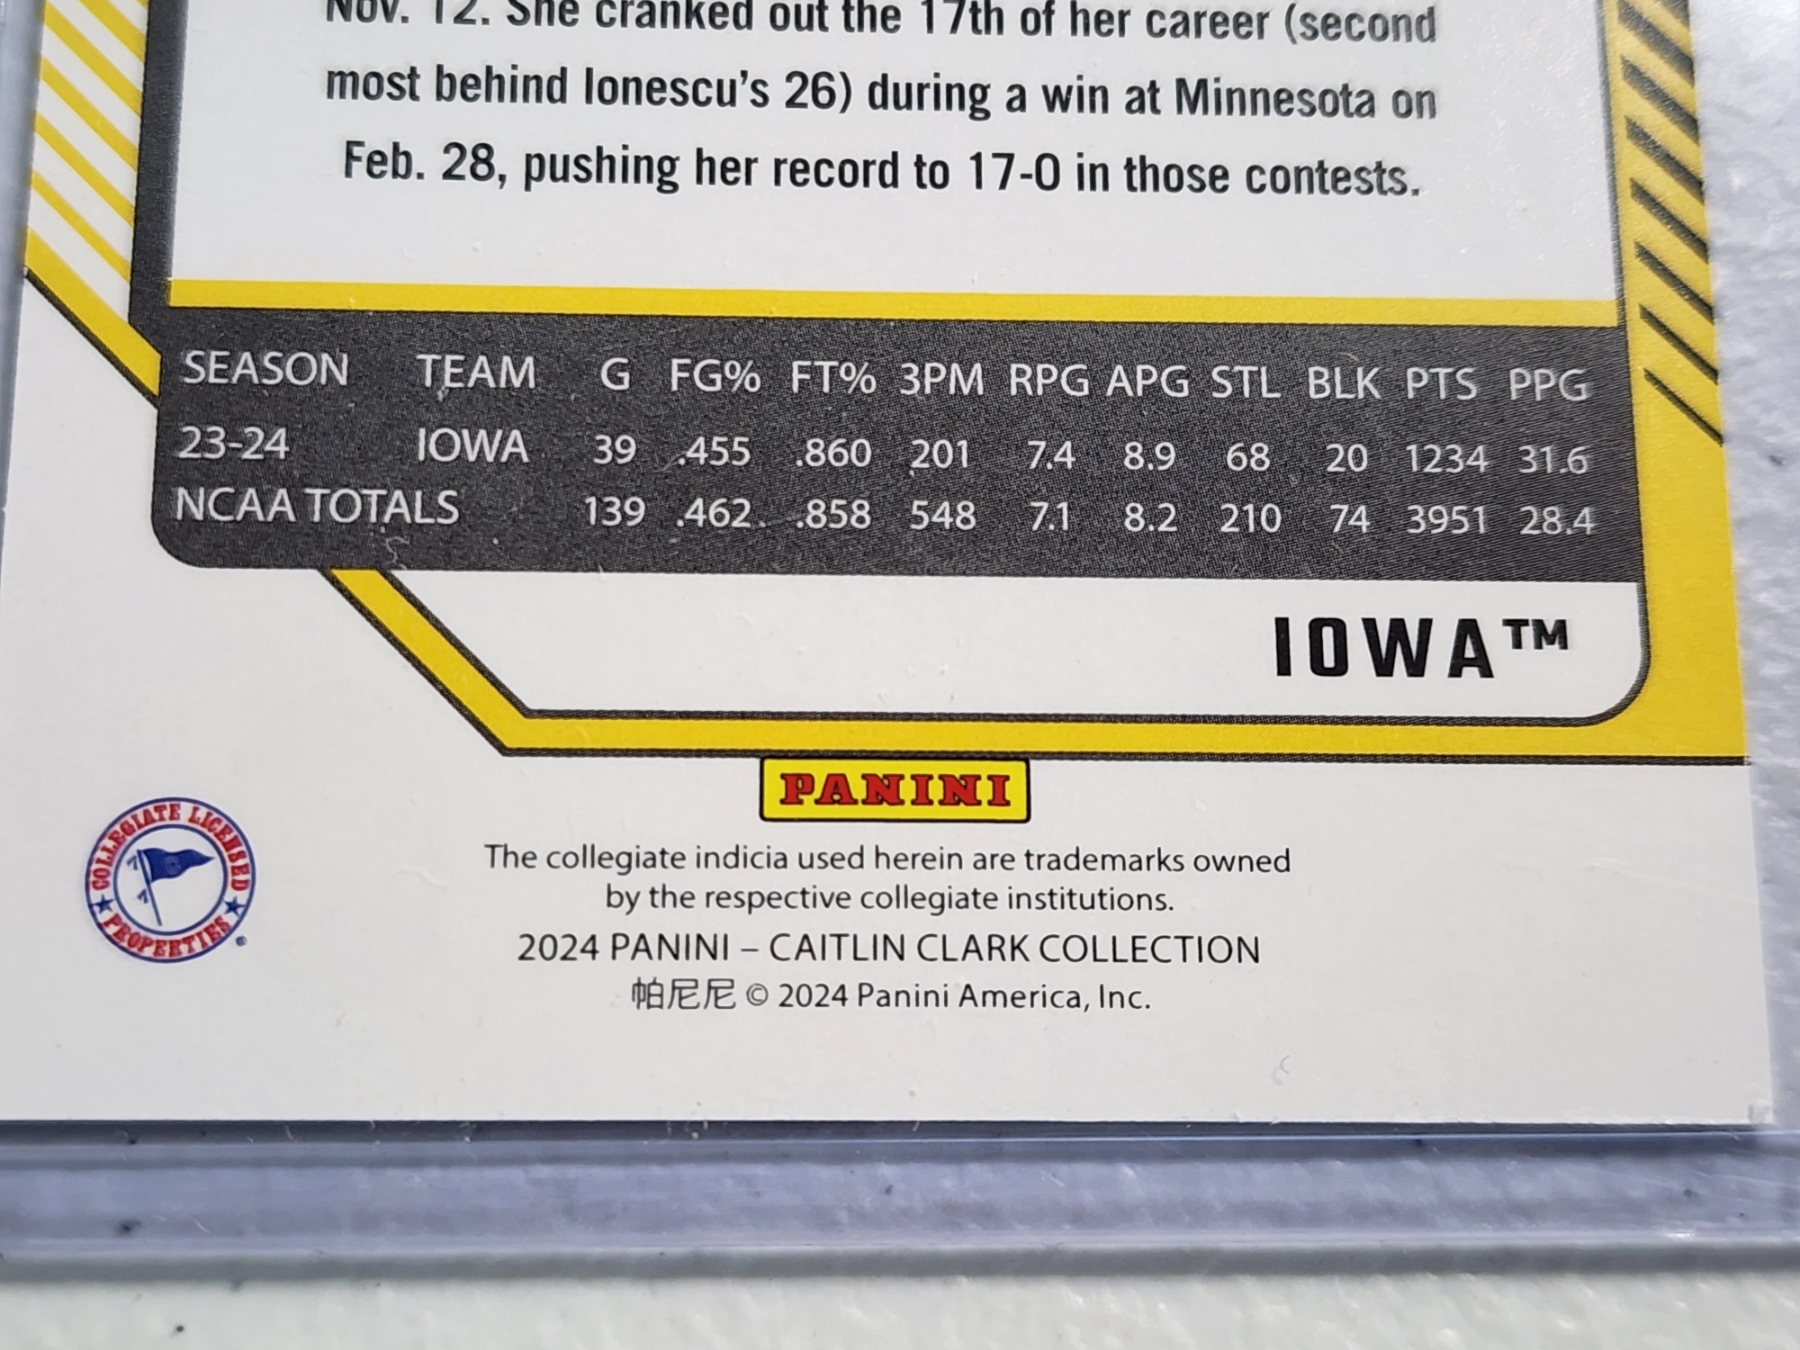 Nov. 12. She cranked out the 17th of her career (second
most behind Ionescu's 26) during a win at Minnesota on
Feb. 28, pushing her record to 17-0 in those contests.
SEASON TEAM G FG% FT% 3PM RPG APG STL BLK PTS PPG
23-24 IOWA 39 .455 .860 201 7.4 8.9 68 20 1234 31.6
NCAA TOTALS 139 .462 .858 548 7.1 8.2 210 74 3951 28.4
IOWA™
PANINI
COLLEGIATE LICENSED
PROPERTIES®
The collegiate indicia used herein are trademarks owned
by the respective collegiate institutions.
2024 PANINI – CAITLIN CLARK COLLECTION
帕尼尼 © 2024 Panini America, Inc.